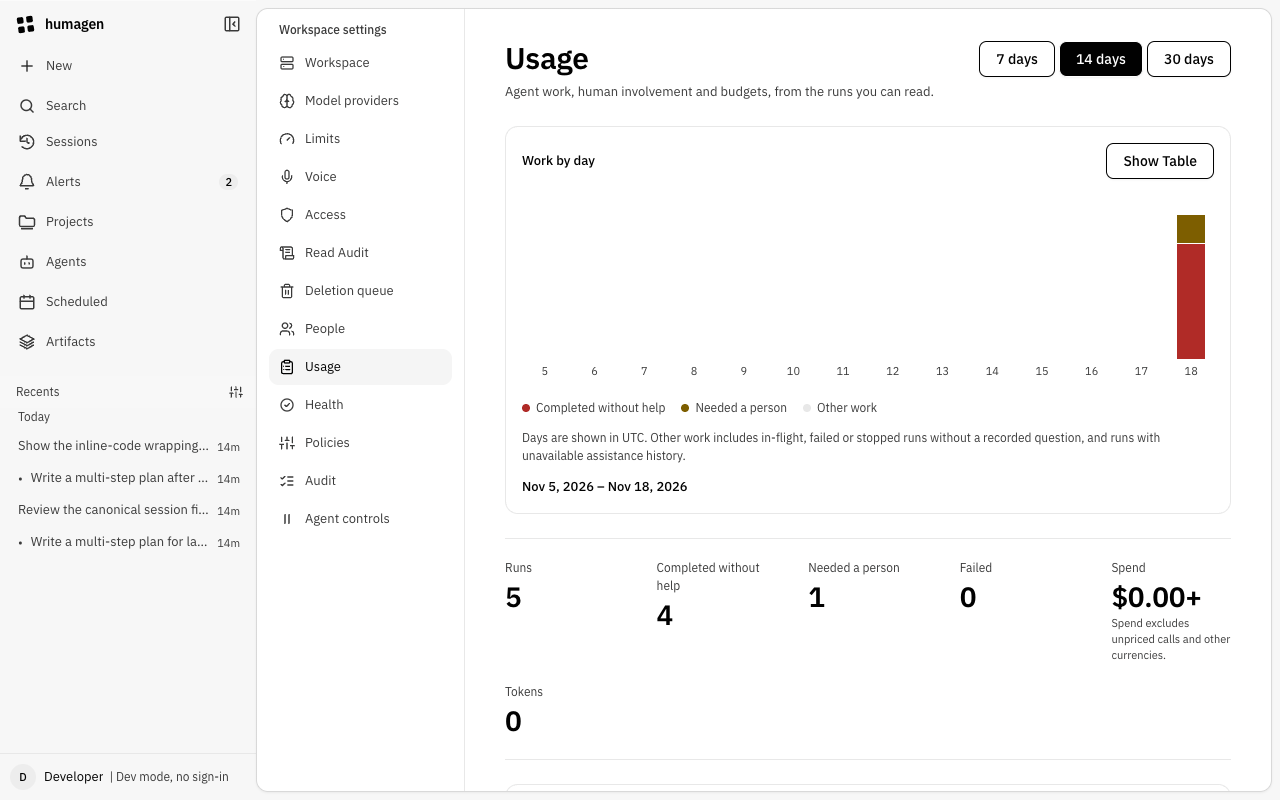 humagen
New
Search
Sessions
Alerts 2
Projects
Agents
Scheduled
Artifacts
Recents
Today
Show the inline-code wrapping... 14m
• Write a multi-step plan after ... 14m
Review the canonical session fi... 14m
• Write a multi-step plan for la... 14m
D Developer | Dev mode, no sign-in
Workspace settings
Workspace
Model providers
Limits
Voice
Access
Read Audit
Deletion queue
People
Usage
Health
Policies
Audit
Agent controls
Usage
7 days 14 days 30 days
Agent work, human involvement and budgets, from the runs you can read.
Work by day
Show Table
5 6 7 8 9 10 11 12 13 14 15 16 17 18
Completed without help Needed a person Other work
Days are shown in UTC. Other work includes in-flight, failed or stopped runs without a recorded question, and runs with
unavailable assistance history.
Nov 5, 2026 – Nov 18, 2026
Runs
5
Completed without
help
4
Needed a person
1
Failed
0
Spend
$0.00+
Spend excludes
unpriced calls and other
currencies.
Tokens
0